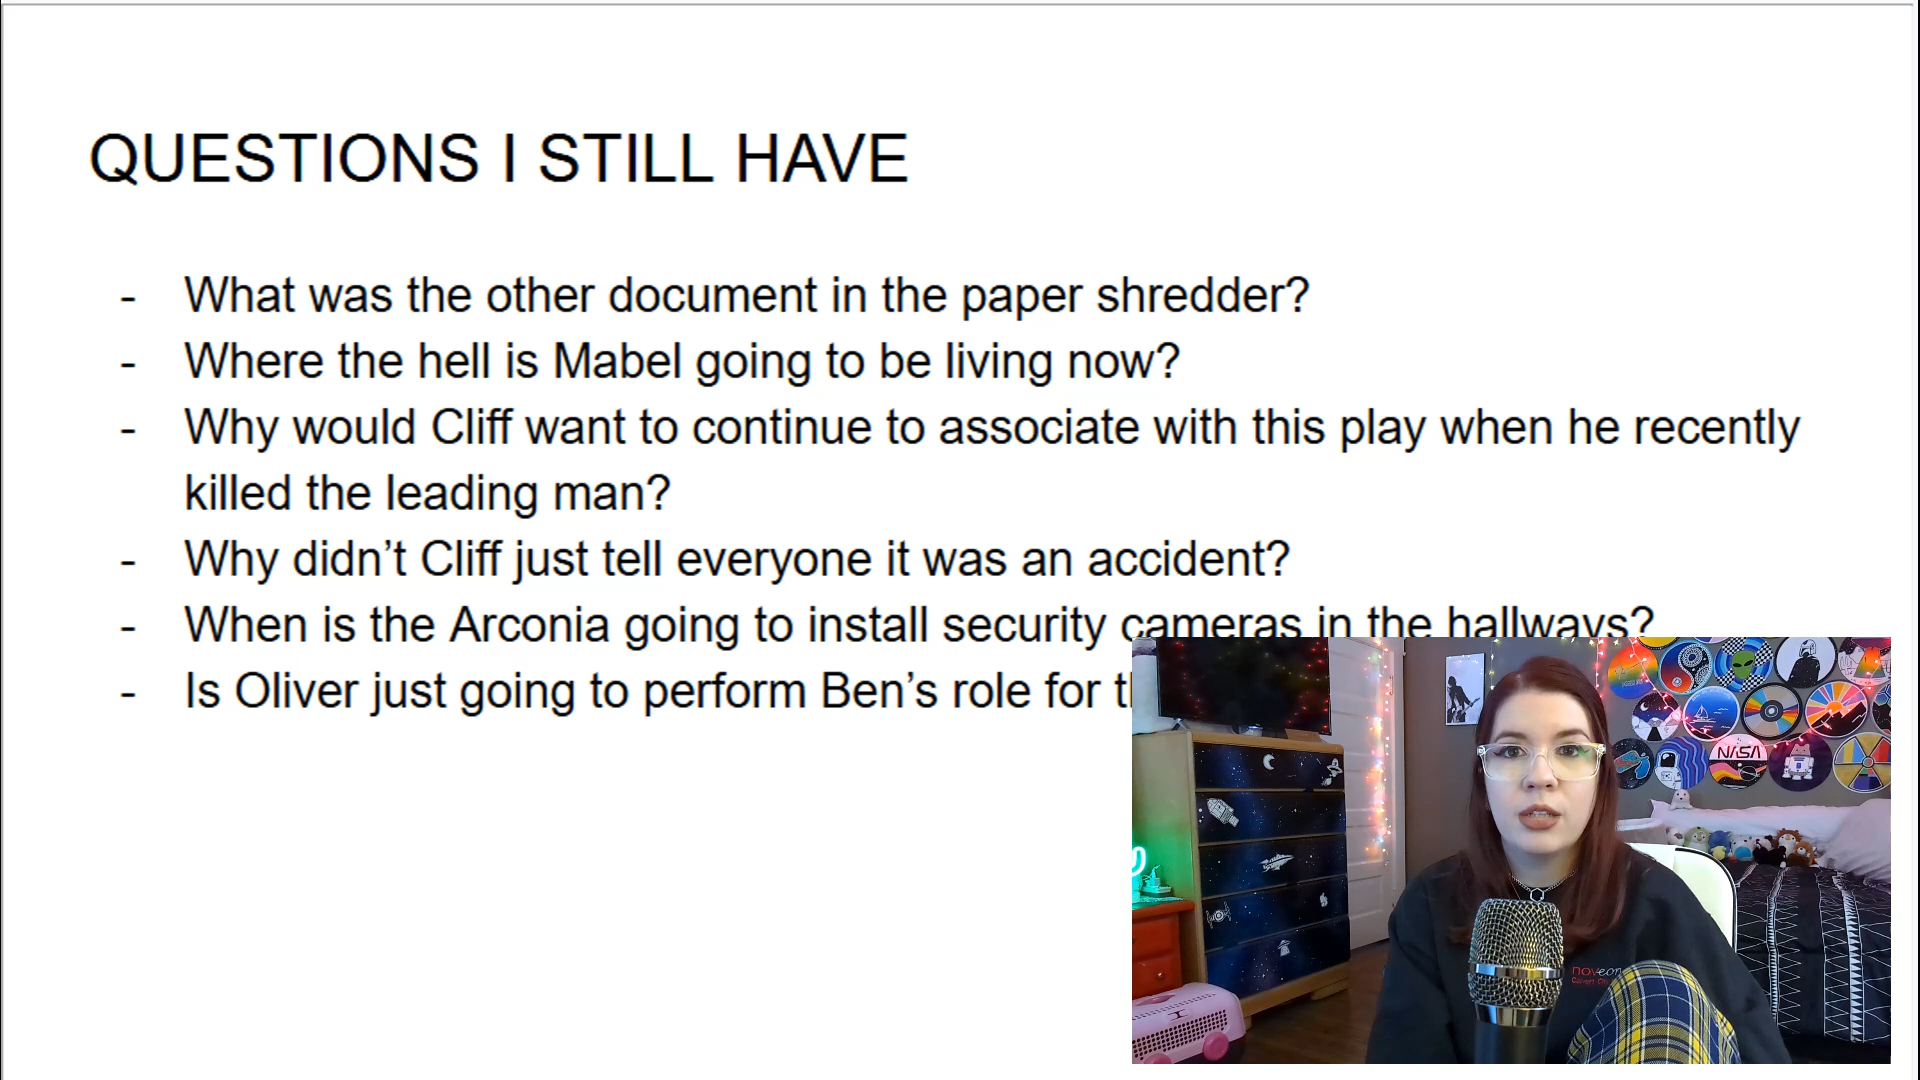 QUESTIONS I STILL HAVE
- What was the other document in the paper shredder?
- Where the hell is Mabel going to be living now?
- Why would Cliff want to continue to associate with this play when he recently
killed the leading man?
- Why didn’t Cliff just tell everyone it was an accident?
- When is the Arconia going to install security cameras in the hallways?
- Is Oliver just going to perform Ben’s role for
NASA
noveon